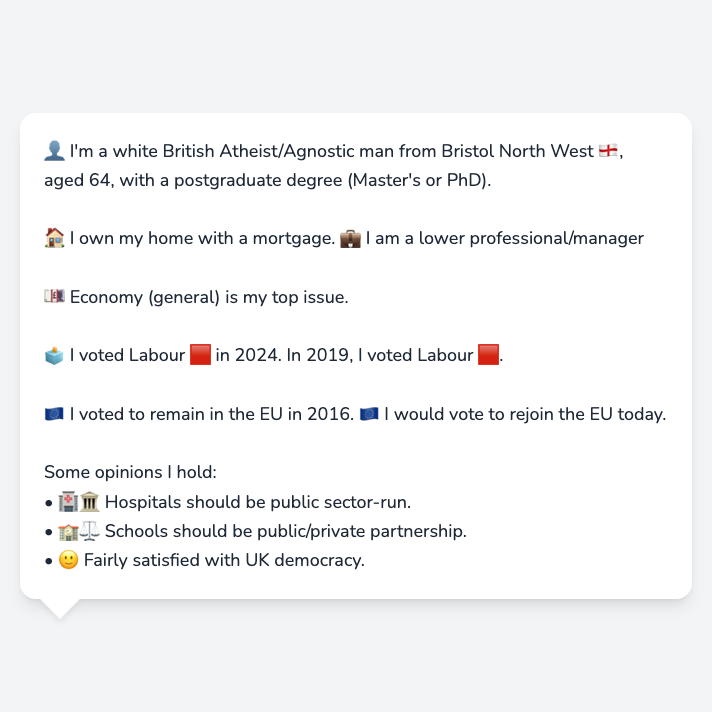 👤 I'm a white British Atheist/Agnostic man from Bristol North West 🏴󠁧󠁢󠁥󠁮󠁧󠁿,
aged 64, with a postgraduate degree (Master's or PhD).
🏠 I own my home with a mortgage. 💼 I am a lower professional/manager
💷 Economy (general) is my top issue.
🗳️ I voted Labour 🟥 in 2024. In 2019, I voted Labour 🟥.
🇪🇺 I voted to remain in the EU in 2016. 🇪🇺 I would vote to rejoin the EU today.
Some opinions I hold:
• 🏥🏛️ Hospitals should be public sector-run.
• 🏫⚖️ Schools should be public/private partnership.
• 🙂 Fairly satisfied with UK democracy.